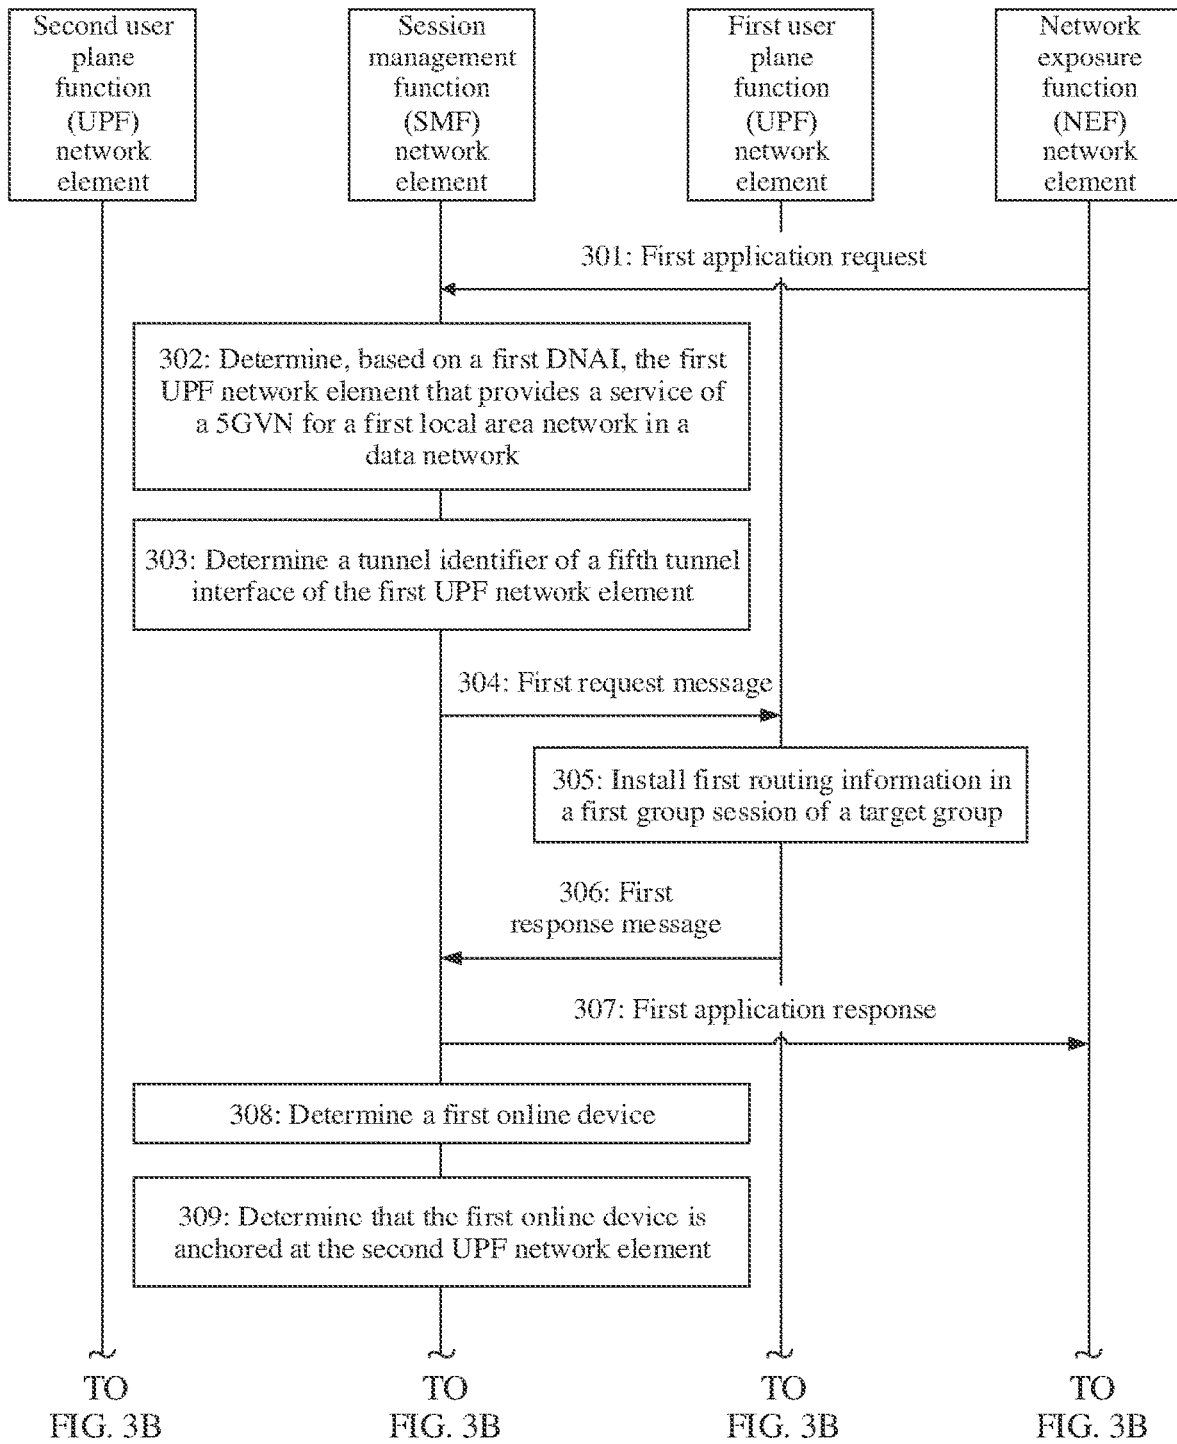 Second user
plane
function
(UPF)
network
element
Session
management
function
(SMF)
network
element
First user
plane
function
(UPF)
network
element
Network
exposure
function
(NEF)
network
element
301: First application request
302: Determine, based on a first DNAI, the first
UPF network element that provides a service of
a 5GVN for a first local area network in a
data network
303: Determine a tunnel identifier of a fifth tunnel
interface of the first UPF network element
304: First request message
305: Install first routing information in
a first group session of a target group
306: First
response message
307: First application response
308: Determine a first online device
309: Determine that the first online device is
anchored at the second UPF network element
TO
FIG. 3B
TO
FIG. 3B
TO
FIG. 3B
TO
FIG. 3B